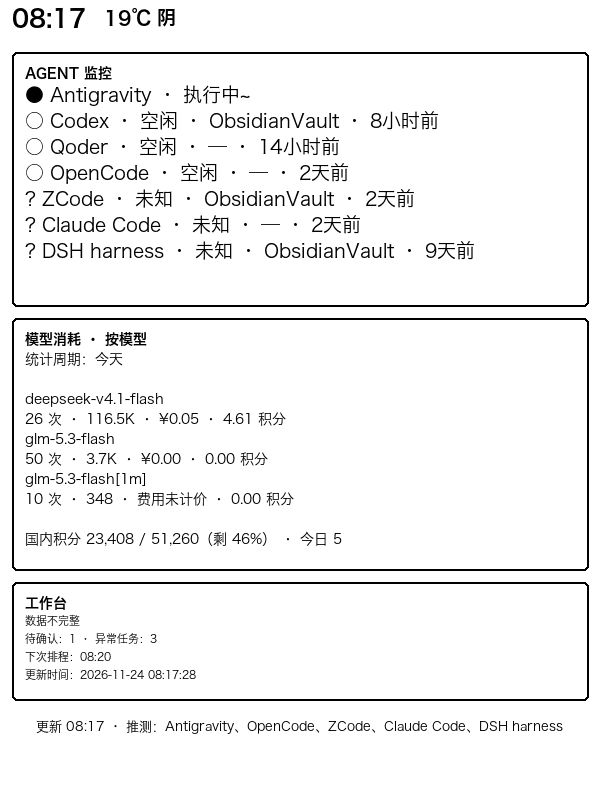 08:17 19℃ 阴
AGENT 监控
● Antigravity · 执行中~
○ Codex · 空闲 · ObsidianVault · 8小时前
○ Qoder · 空闲 · — · 14小时前
○ OpenCode · 空闲 · — · 2天前
? ZCode · 未知 · ObsidianVault · 2天前
? Claude Code · 未知 · — · 2天前
? DSH harness · 未知 · ObsidianVault · 9天前
模型消耗 · 按模型
统计周期：今天
deepseek-v4.1-flash
26 次 · 116.5K · ¥0.05 · 4.61 积分
glm-5.3-flash
50 次 · 3.7K · ¥0.00 · 0.00 积分
glm-5.3-flash[1m]
10 次 · 348 · 费用未计价 · 0.00 积分
国内积分 23,408 / 51,260（剩 46%） · 今日 5
工作台
数据不完整
待确认：1 · 异常任务：3
下次排程：08:20
更新时间：2026-11-24 08:17:28
更新 08:17 · 推测：Antigravity、OpenCode、ZCode、Claude Code、DSH harness